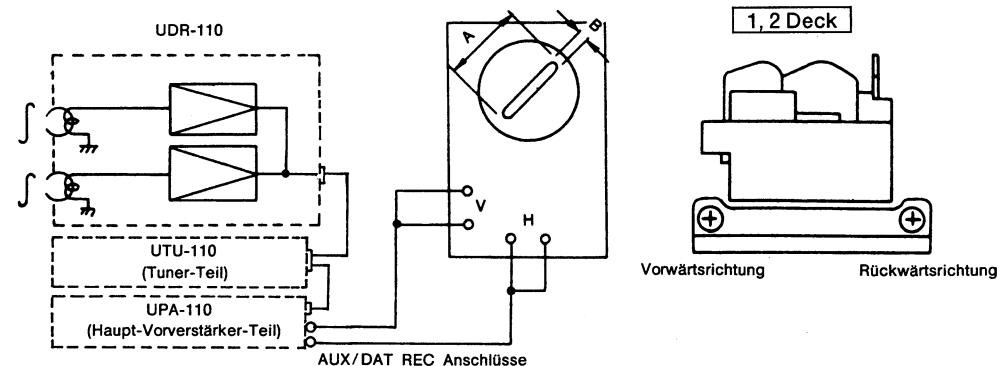 UDR-110
A
B
1, 2 Deck
V
H
UTU-110
(Tuner-Teil)
UPA-110
(Haupt-Vorverstärker-Teil)
AUX/DAT REC Anschlüsse
Vorwärtsrichtung
Rückwärtsrichtung